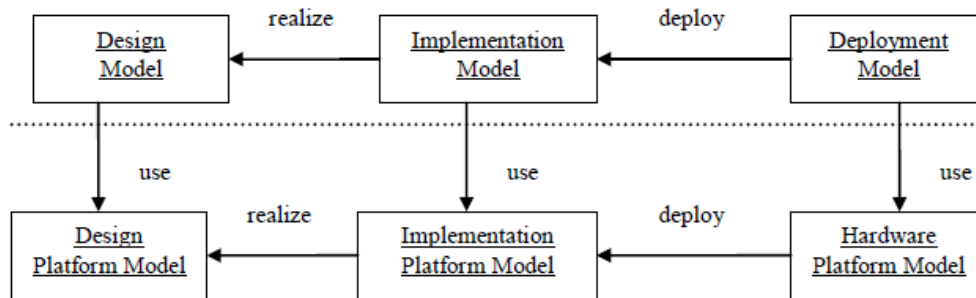 realize
deploy
Design
Model
Implementation
Model
Deployment
Model
use
use
use
realize
deploy
Design
Platform Model
Implementation
Platform Model
Hardware
Platform Model